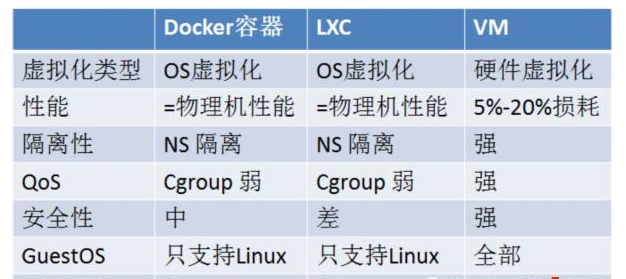 Docker容器 LXC VM
虚拟化类型 OS虚拟化 OS虚拟化 硬件虚拟化
性能 =物理机性能 =物理机性能 5%-20%损耗
隔离性 NS 隔离 NS 隔离 强
QoS Cgroup 弱 Cgroup 弱 强
安全性 中 差 强
GuestOS 只支持Linux 只支持Linux 全部